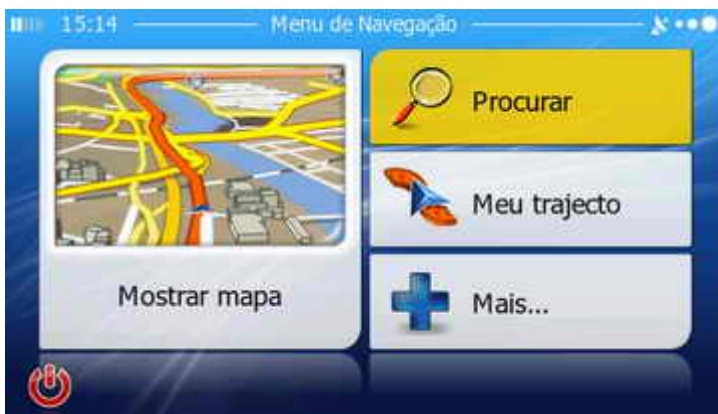 15:14 Menu de Navegação
Procurar
Meu trajecto
Mostrar mapa
Mais...